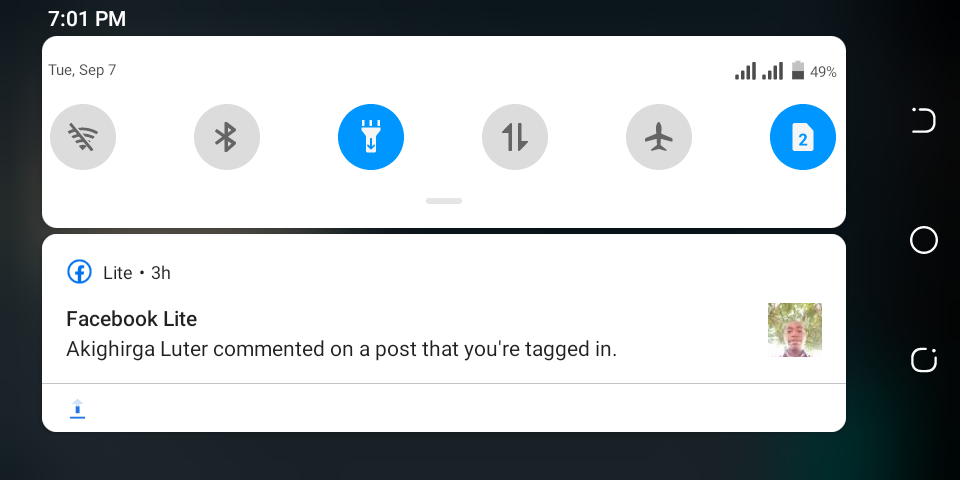 7:01 PM
Tue, Sep 7
49%
2
Lite • 3h
Facebook Lite
Akighirga Luter commented on a post that you're tagged in.